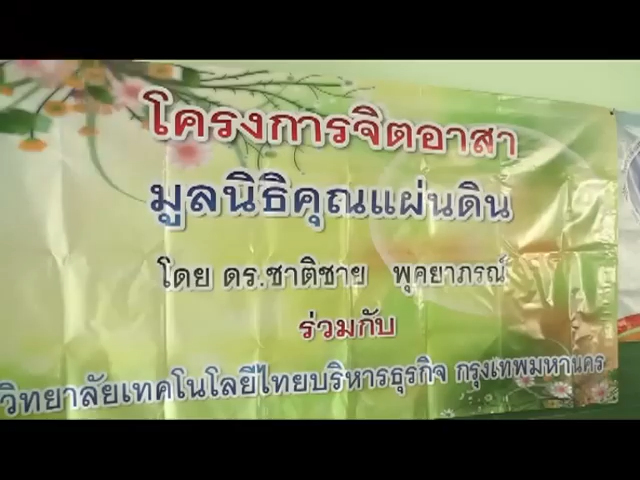 โครงการจิตอาสา
มูลนิธิคุณแผ่นดิน
โดย ดร.ชาติชาย พุคยาภรณ์
ร่วมกับ
วิทยาลัยเทคโนโลยีไทยบริหารธุรกิจ กรุงเทพมหานคร